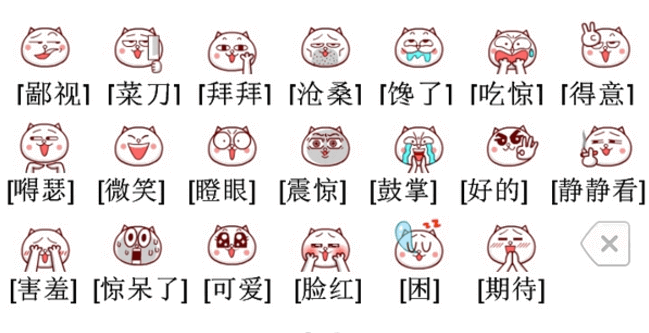 [鄙视] [菜刀] [拜拜] [沧桑] [馋了] [吃惊] [得意]
[嘚瑟] [微笑] [瞪眼] [震惊] [鼓掌] [好的] [静静看]
[害羞] [惊呆了] [可爱] [脸红] [困] [期待]